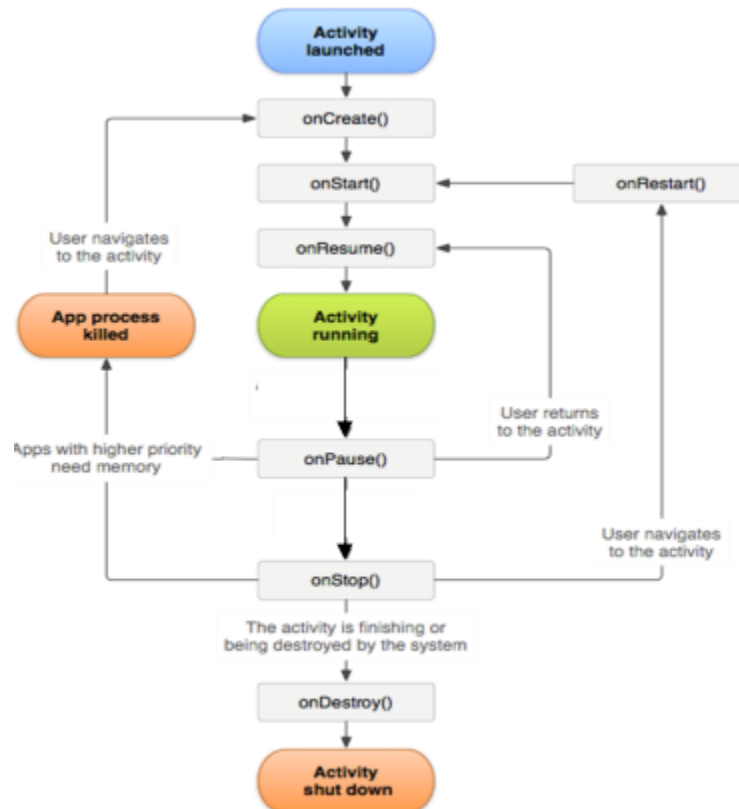 Activity
launched
onCreate()
onStart()
onRestart()
User navigates
to the activity
onResume()
App process
killed
Activity
running
User returns
to the activity
Apps with higher priority
need memory
onPause()
User navigates
to the activity
onStop()
The activity is finishing or
being destroyed by the system
onDestroy()
Activity
shut down